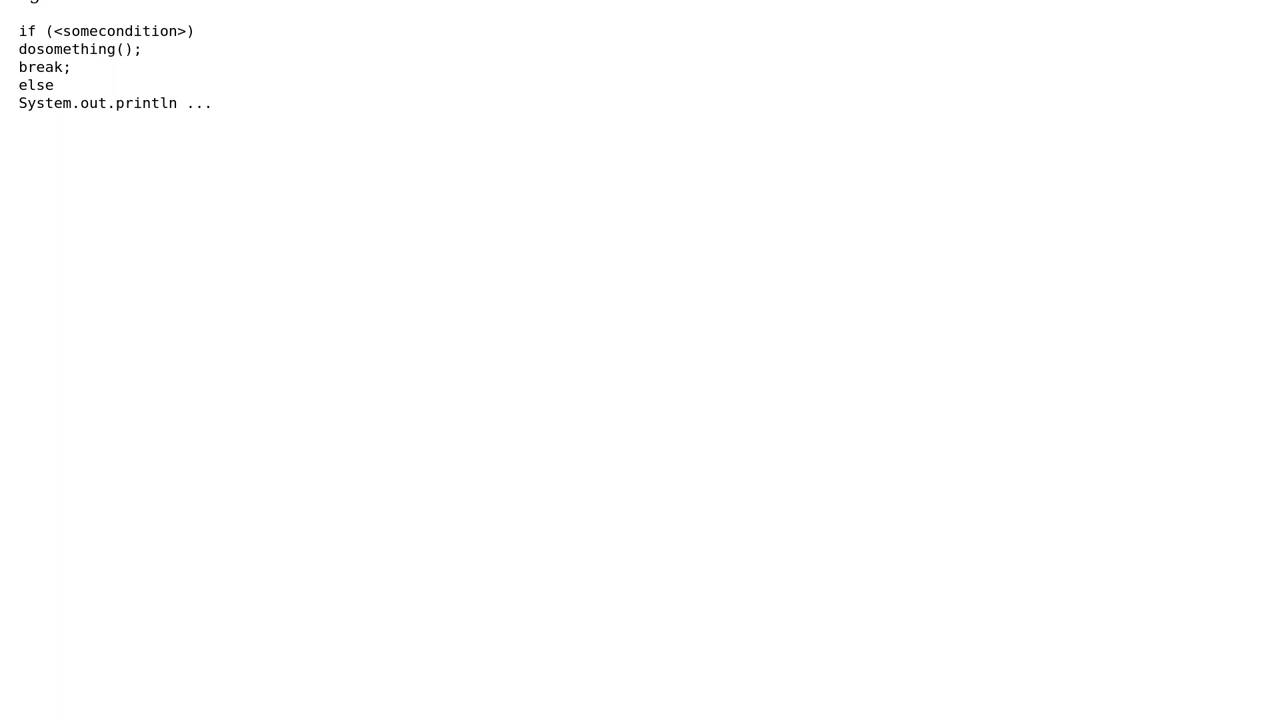 if (<somecondition>)
dosomething();
break;
else
System.out.println ...